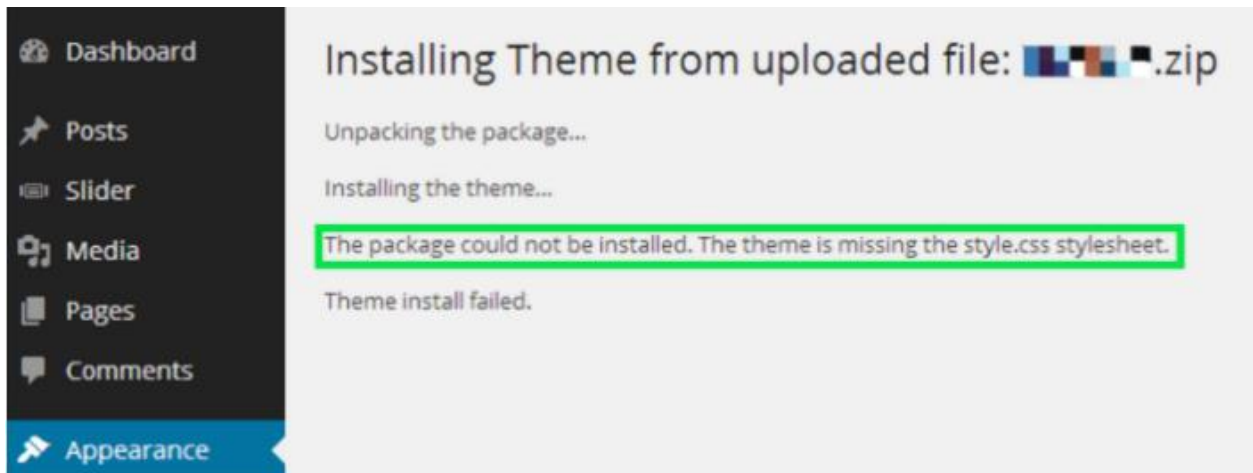 Dashboard
Installing Theme from uploaded file: .zip
Posts
Unpacking the package...
Slider
Installing the theme...
Media
The package could not be installed. The theme is missing the style.css stylesheet.
Pages
Theme install failed.
Comments
Appearance